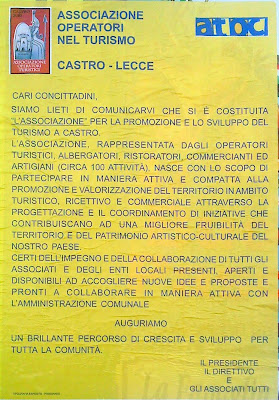 ASSOCIAZIONE
OPERATORI
NEL TURISMO
CASTRO - LECCE
ASSOCIAZIONE
OPERATORI
TURISTICI
CARI CONCITTADINI,
SIAMO LIETI DI COMUNICARVI CHE SI È COSTITUITA
"L'ASSOCIAZIONE" PER LA PROMOZIONE E LO SVILUPPO DEL
TURISMO A CASTRO.
L'ASSOCIAZIONE, RAPPRESENTATA DAGLI OPERATORI
TURISTICI, ALBERGATORI, RISTORATORI, COMMERCIANTI ED
ARTIGIANI (CIRCA 100 ATTIVITÀ), NASCE CON LO SCOPO DI
PARTECIPARE IN MANIERA ATTIVA E COMPATTA ALLA
PROMOZIONE E VALORIZZAZIONE DEL TERRITORIO IN AMBITO
TURISTICO, RICETTIVO E COMMERCIALE ATTRAVERSO LA
PROGETTAZIONE E IL COORDINAMENTO DI INIZIATIVE CHE
CONTRIBUISCANO AD UNA MIGLIORE FRUIBILITÀ DEL
TERRITORIO E DEL PATRIMONIO ARTISTICO-CULTURALE DEL
NOSTRO PAESE.
CERTI DELL'IMPEGNO E DELLA COLLABORAZIONE DI TUTTI GLI
ASSOCIATI E DEGLI ENTI LOCALI PRESENTI, APERTI E
DISPONIBILI AD ACCOGLIERE NUOVE IDEE E PROPOSTE E
PRONTI A COLLABORARE IN MANIERA ATTIVA CON
L'AMMINISTRAZIONE COMUNALE
AUGURIAMO
UN BRILLANTE PERCORSO DI CRESCITA E SVILUPPO PER
TUTTA LA COMUNITÀ.
IL PRESIDENTE
IL DIRETTIVO
E
GLI ASSOCIATI TUTTI